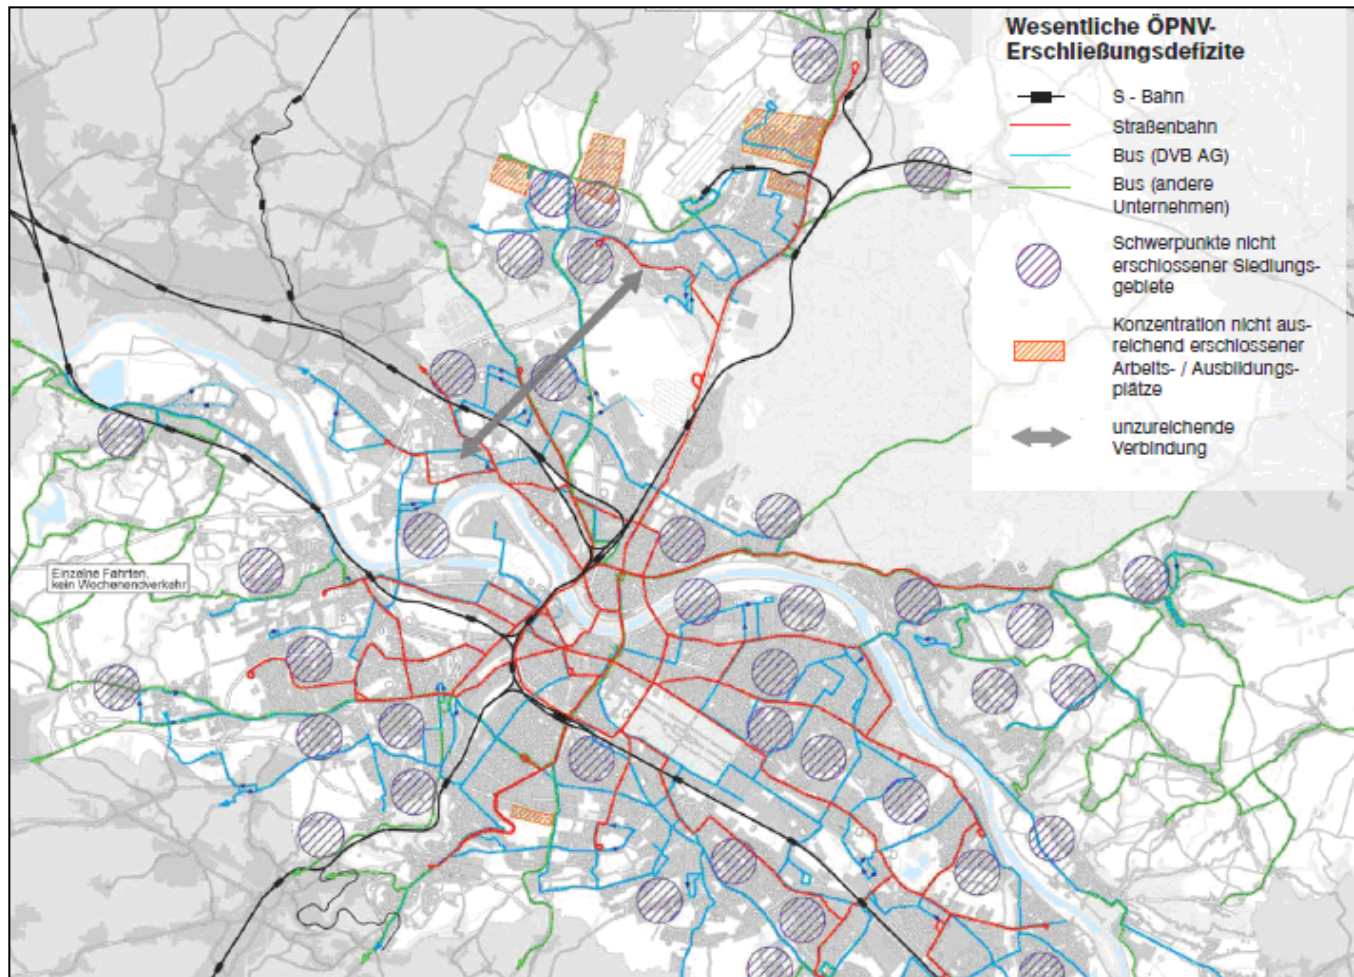 Wesentliche ÖPNV-
Erschließungsdefizite
S - Bahn
Straßenbahn
Bus (DVB AG)
Bus (andere
Unternehmen)
Schwerpunkte nicht
erschlossener Siedlungs-
gebiete
Konzentration nicht aus-
reichend erschlossener
Arbeits- / Ausbildungs-
plätze
unzureichende
Verbindung
Einzelne Fahrten,
kein Wochenendverkehr